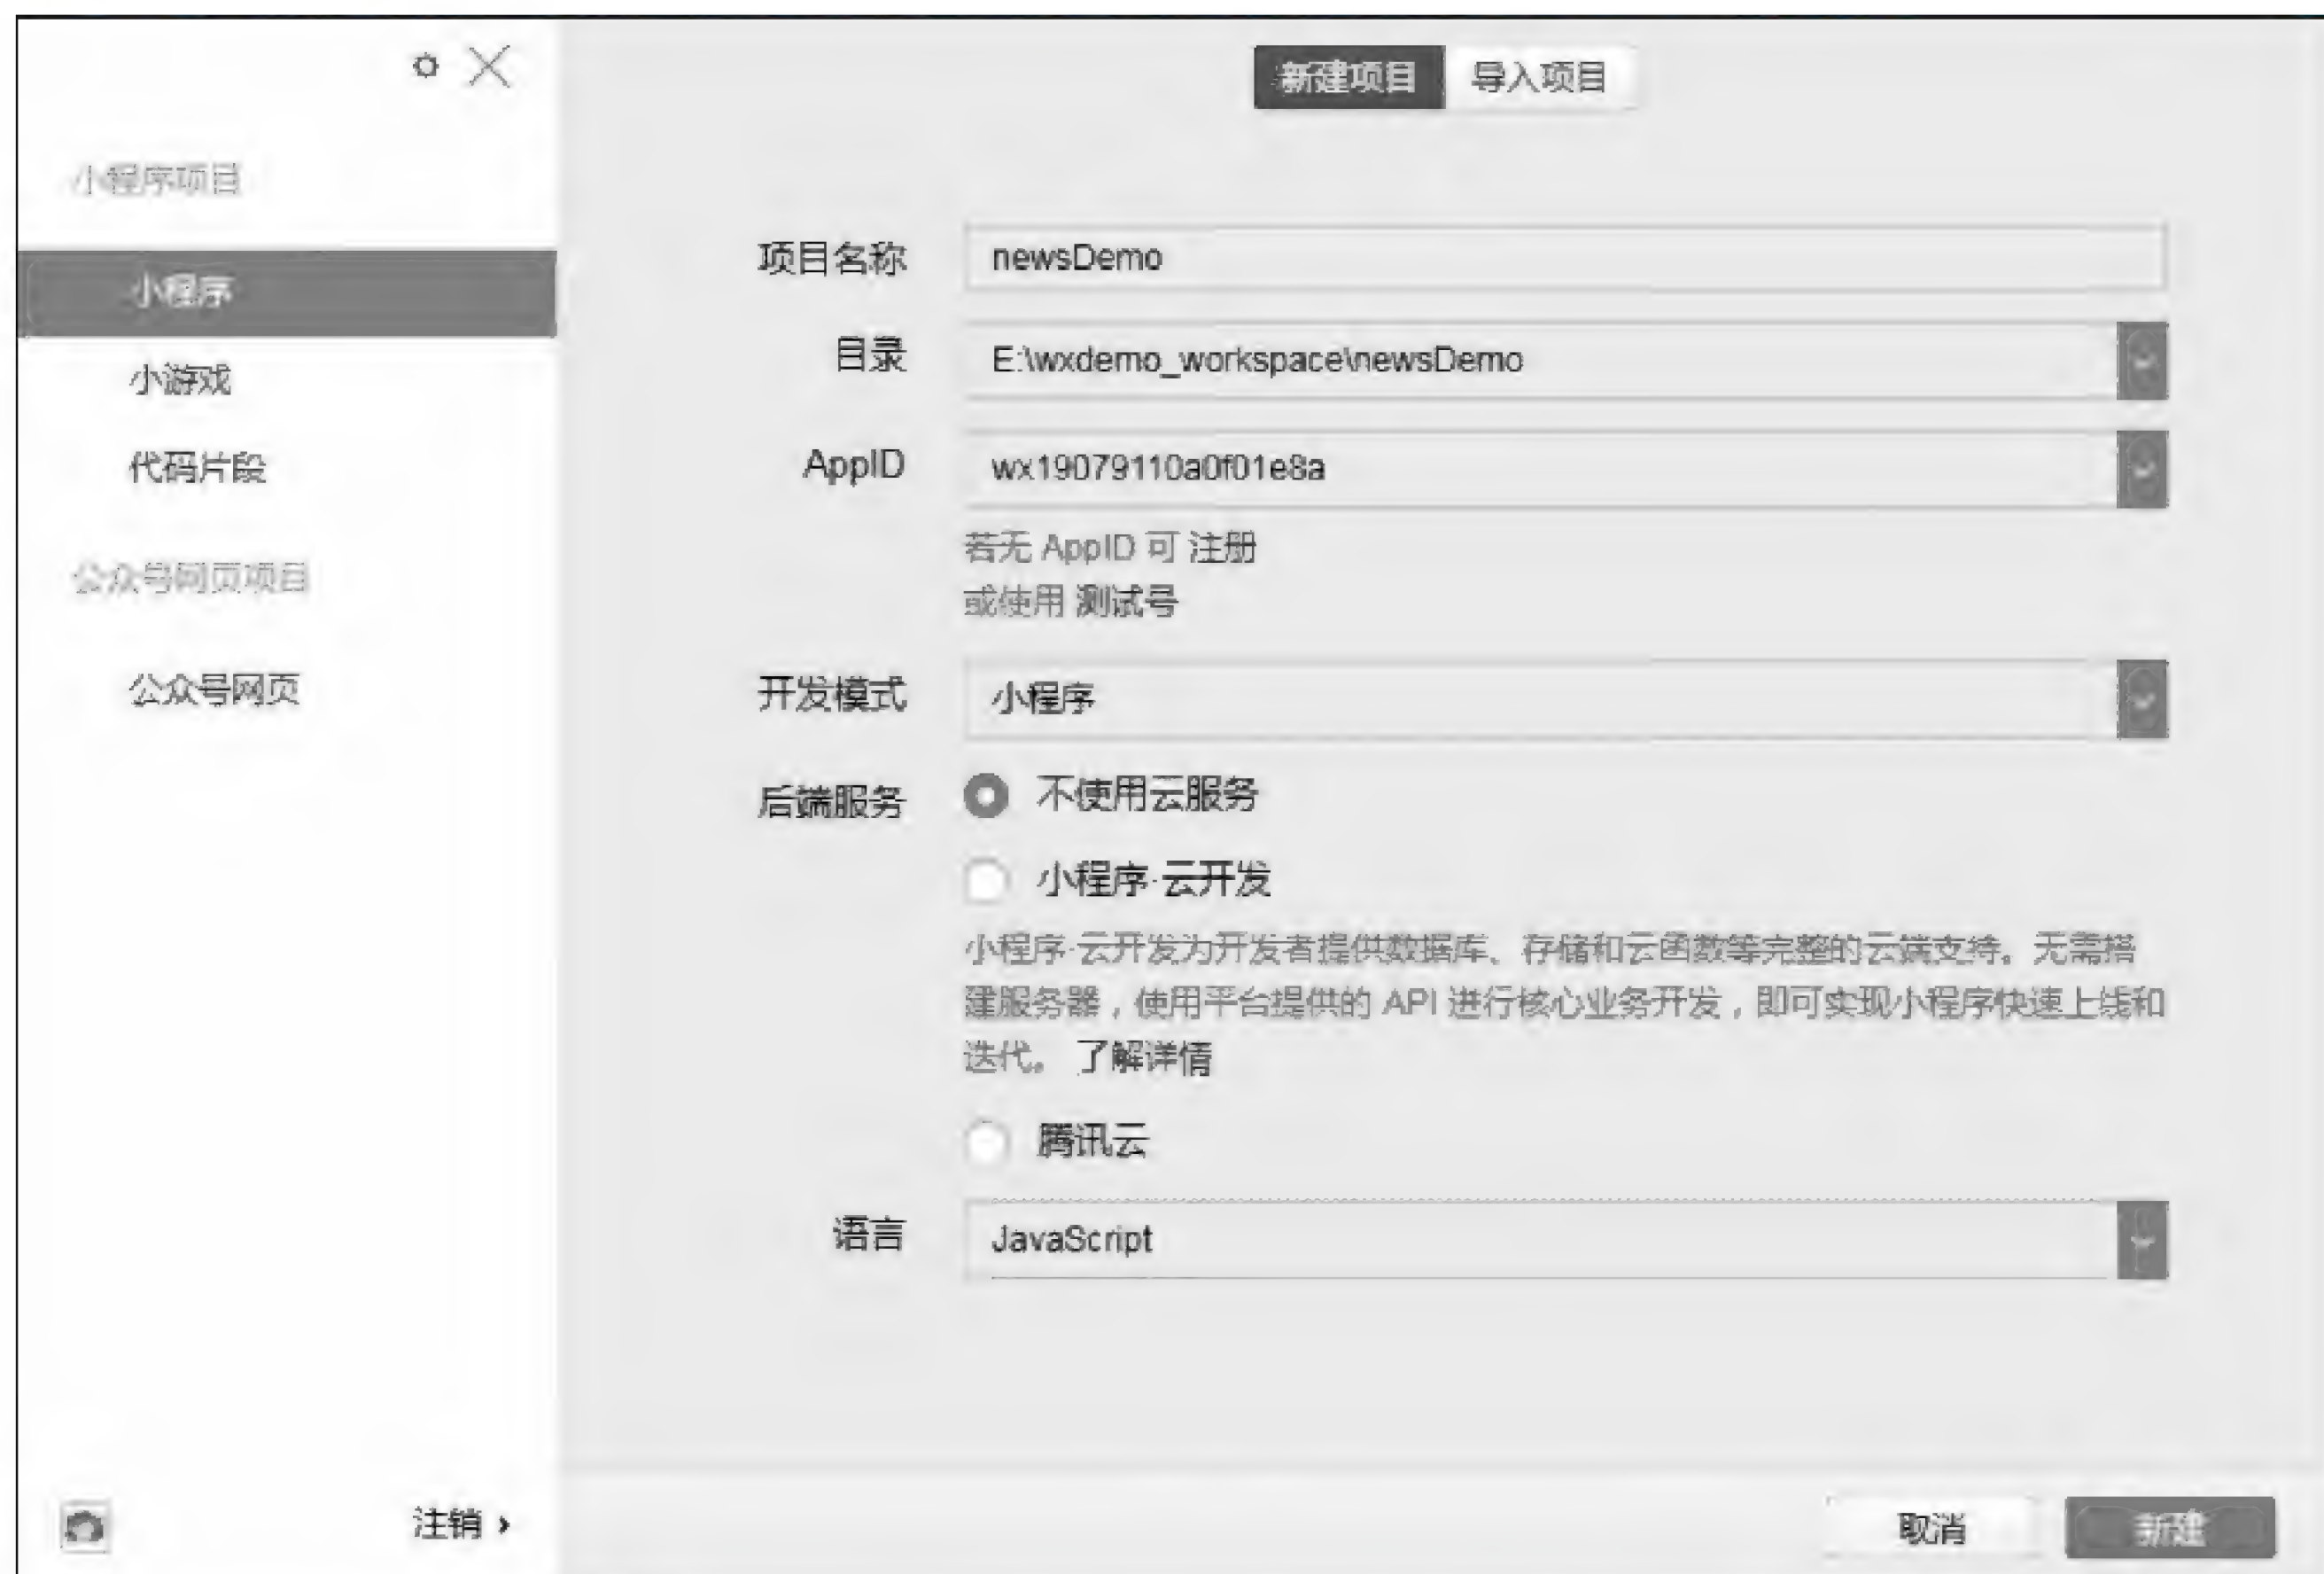 新建项目 导入项目
小程序项目
小程序
小游戏
代码片段
公众号网页项目
公众号网页
注销
项目名称 newsDemo
目录 E:\wxdemo_workspace\newsDemo
AppID wx19079110a0f01e8a
若无 AppID 可 注册
或使用 测试号
开发模式 小程序
后端服务 不使用云服务
小程序·云开发
小程序·云开发为开发者提供数据库、存储和云函数等完整的云端支持。无需搭
建服务器，使用平台提供的 API 进行核心业务开发，即可实现小程序快速上线和
迭代。 了解详情
腾讯云
语言 JavaScript
取消 新建